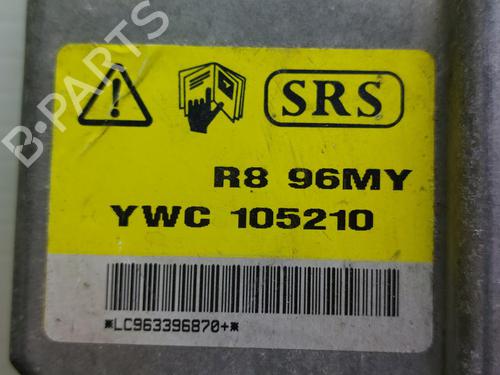 B-PARTS
SRS
R8 96MY
YWC 105210
*LC963396870+*